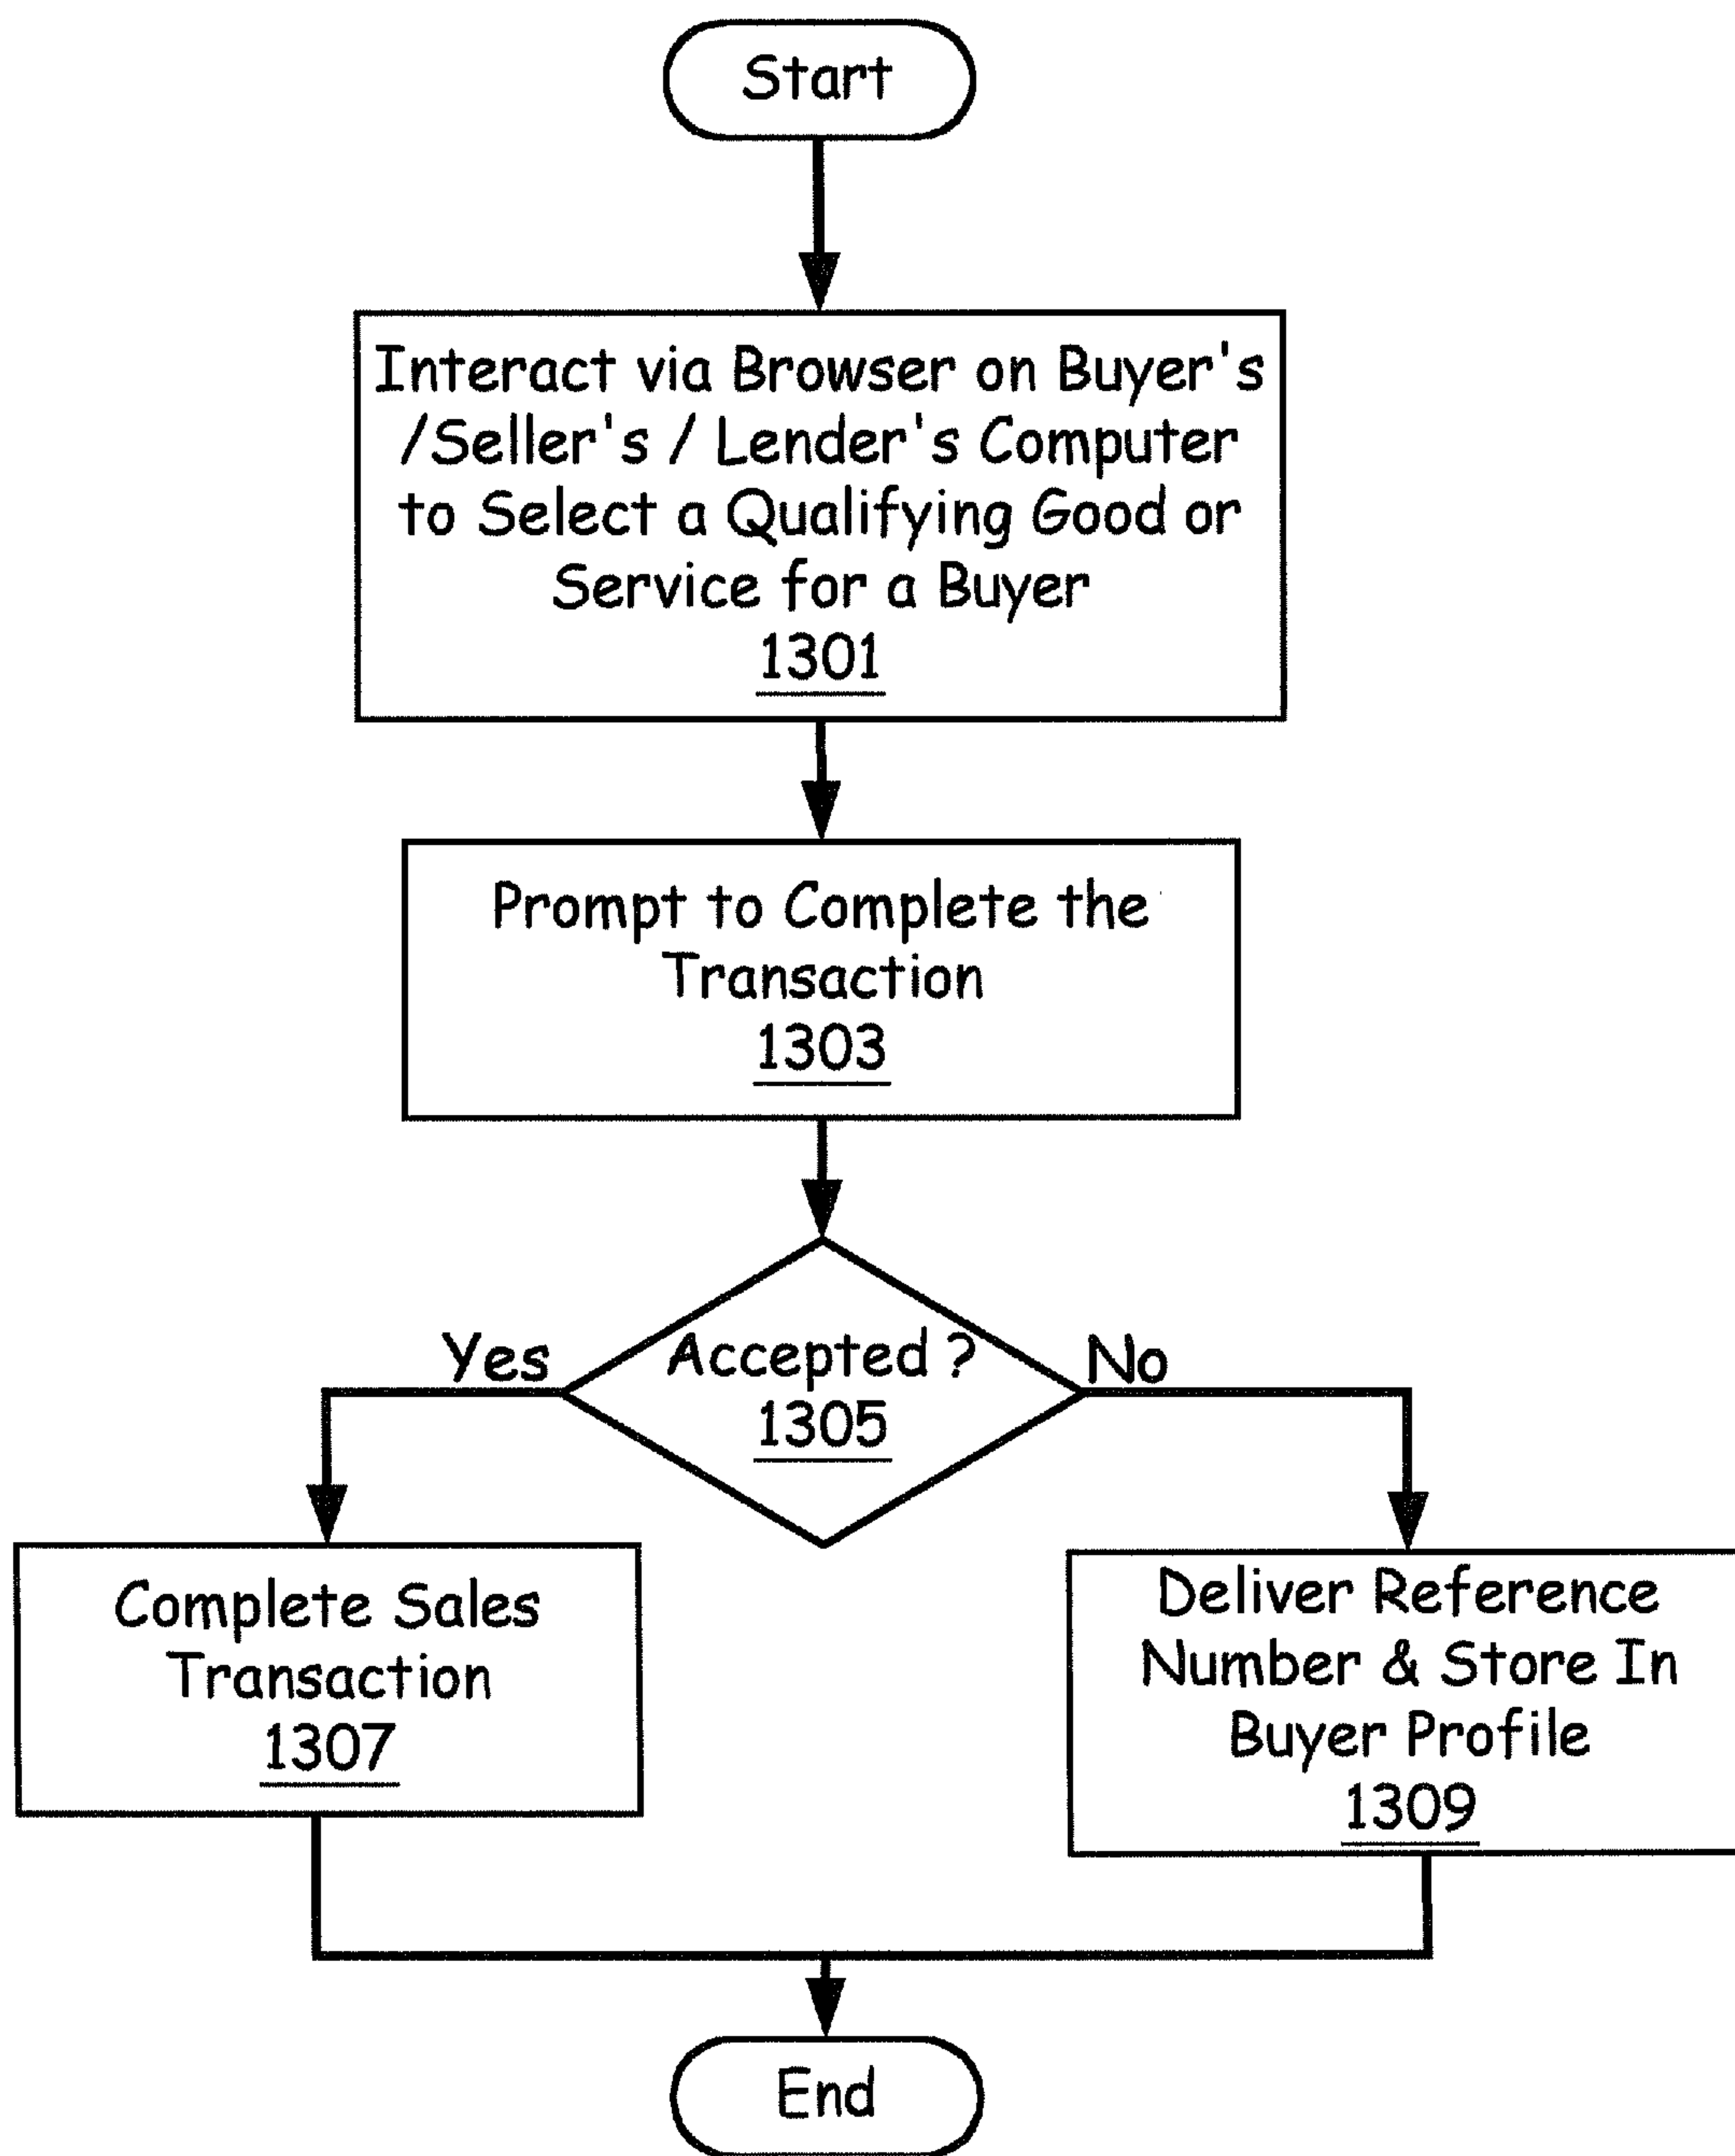 Start
Interact via Browser on Buyer's
/Seller's / Lender's Computer
to Select a Qualifying Good or
Service for a Buyer
1301
Prompt to Complete the
Transaction
1303
Accepted ?
1305
Yes
No
Complete Sales
Transaction
1307
Deliver Reference
Number & Store In
Buyer Profile
1309
End